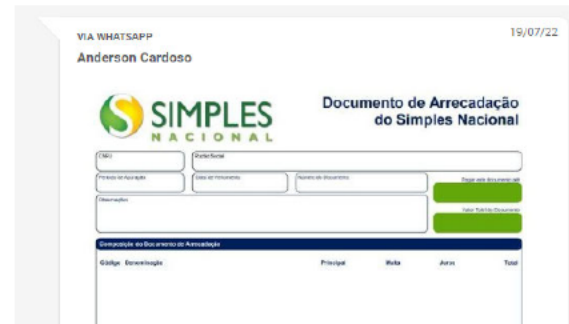 VIA WHATSAPP
19/07/22
Anderson Cardoso
SIMPLES
NACIONAL
Documento de Arrecadação
do Simples Nacional
CNPJ
Razão Social
Período de Apuração
Data de Vencimento
Número do Documento
Pagar este documento até
Observações
Valor Total do Documento
Composição do Documento de Arrecadação
Código Denominação Principal Multa Juros Total